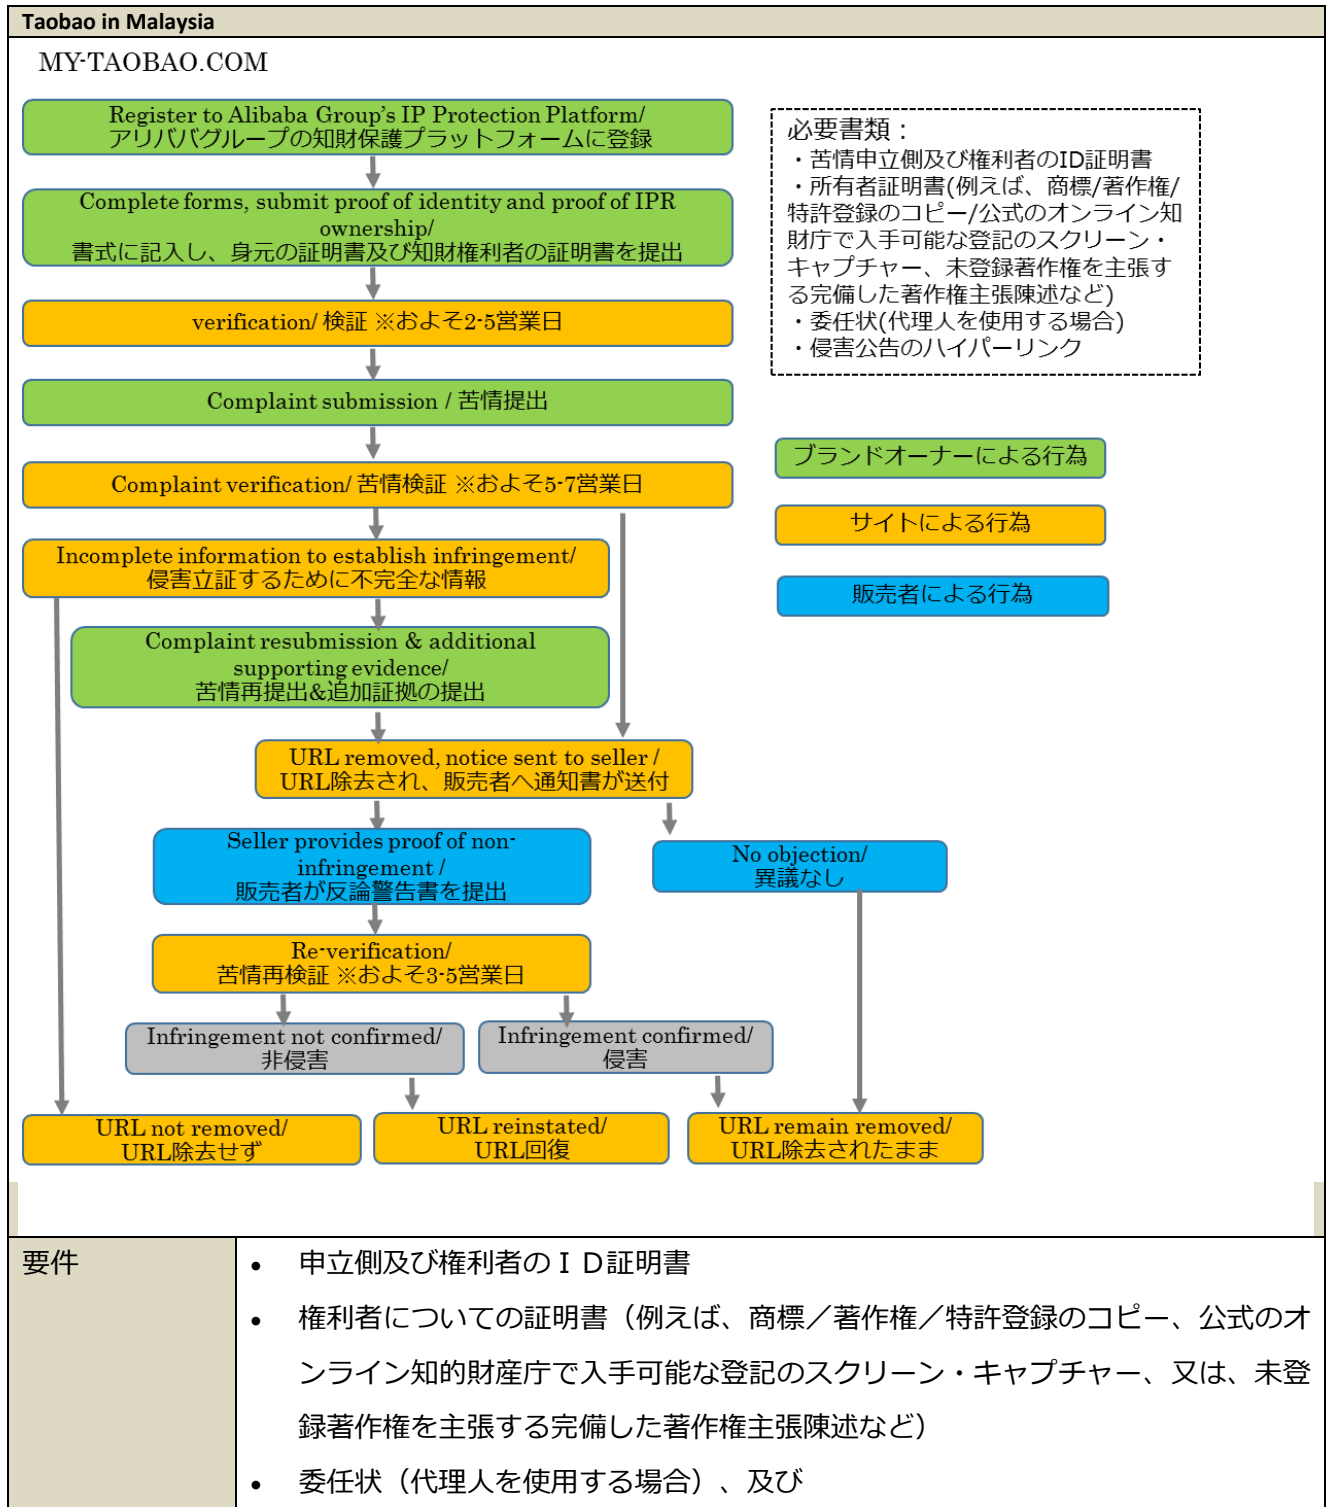 Taobao in Malaysia
MY-TAOBAO.COM
Register to Alibaba Group's IP Protection Platform/
アリババグループの知財保護プラットフォームに登録
Complete forms, submit proof of identity and proof of IPR
ownership/
書式に記入し、身元の証明書及び知財権利者の証明書を提出
verification/ 検証 ※およそ2-5営業日
Complaint submission / 苦情提出
Complaint verification/ 苦情検証 ※およそ5-7営業日
Incomplete information to establish infringement/
侵害立証するために不完全な情報
Complaint resubmission & additional
supporting evidence/
苦情再提出&追加証拠の提出
URL removed, notice sent to seller /
URL除去され、販売者へ通知書が送付
Seller provides proof of non-
infringement /
販売者が反論警告書を提出
No objection/
異議なし
Re-verification/
苦情再検証 ※およそ3-5営業日
Infringement not confirmed/
非侵害
Infringement confirmed/
侵害
URL not removed/
URL除去せず
URL reinstated/
URL回復
URL remain removed/
URL除去されたまま
必要書類：
・苦情申立側及び権利者のID証明書
・所有者証明書(例えば、商標/著作権/
特許登録のコピー/公式のオンライン知
財庁で入手可能な登記のスクリーン・
キャプチャー、未登録著作権を主張す
る完備した著作権主張陳述など)
・委任状(代理人を使用する場合)
・侵害公告のハイパーリンク
ブランドオーナーによる行為
サイトによる行為
販売者による行為
要件
• 申立側及び権利者のＩＤ証明書
• 権利者についての証明書（例えば、商標／著作権／特許登録のコピー、公式のオ
ンライン知的財産庁で入手可能な登記のスクリーン・キャプチャー、又は、未登
録著作権を主張する完備した著作権主張陳述など）
• 委任状（代理人を使用する場合）、及び